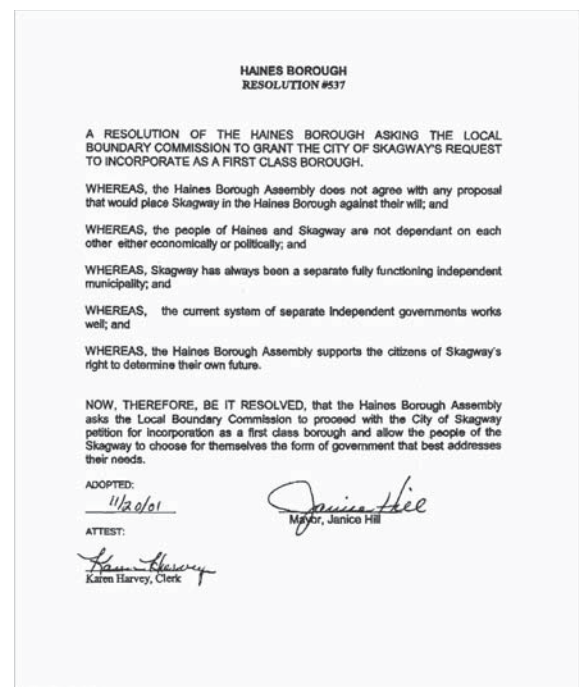 HAINES BOROUGH
RESOLUTION #537
A RESOLUTION OF THE HAINES BOROUGH ASKING THE LOCAL
BOUNDARY COMMISSION TO GRANT THE CITY OF SKAGWAY'S REQUEST
TO INCORPORATE AS A FIRST CLASS BOROUGH.
WHEREAS, the Haines Borough Assembly does not agree with any proposal
that would place Skagway in the Haines Borough against their will; and
WHEREAS, the people of Haines and Skagway are not dependant on each
other either economically or politically; and
WHEREAS, Skagway has always been a separate fully functioning independent
municipality; and
WHEREAS, the current system of separate independent governments works
well; and
WHEREAS, the Haines Borough Assembly supports the citizens of Skagway's
right to determine their own future.
NOW, THEREFORE, BE IT RESOLVED, that the Haines Borough Assembly
asks the Local Boundary Commission to proceed with the City of Skagway
petition for incorporation as a first class borough and allow the people of the
Skagway to choose for themselves the form of government that best addresses
their needs.
ADOPTED:
11/20/01
Janice Hill
Mayor, Janice Hill
ATTEST:
Karen Harvey
Karen Harvey, Clerk